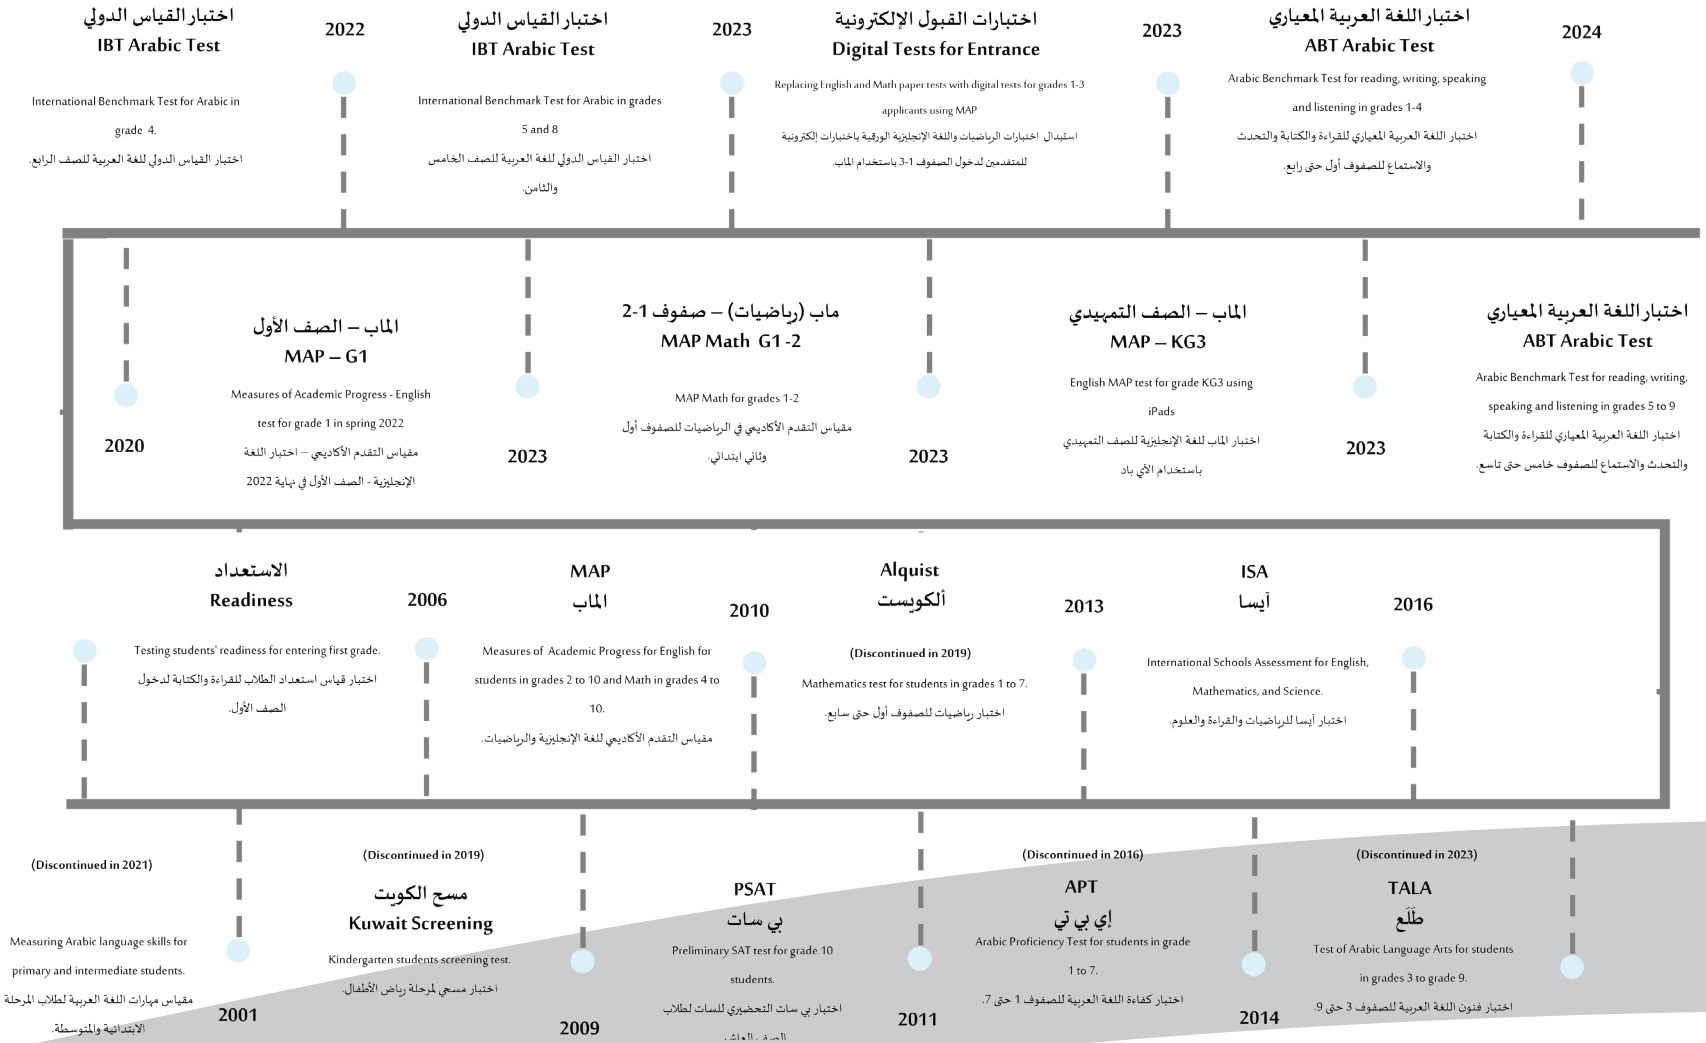 اختبار القياس الدولي
IBT Arabic Test
International Benchmark Test for Arabic in
grade 4.
اختبار القياس الدولي للغة العربية للصف الرابع.
2022
اختبار القياس الدولي
IBT Arabic Test
International Benchmark Test for Arabic in grades
5 and 8
اختبار القياس الدولي للغة العربية للصف الخامس
والثامن.
2023
اختبارات القبول الإلكترونية
Digital Tests for Entrance
Replacing English and Math paper tests with digital tests for grades 1-3
applicants using MAP
استبدال اختبارات الرياضيات واللغة الإنجليزية الورقية باختبارات إلكترونية
للمتقدمين لدخول الصفوف 1-3 باستخدام الماب.
2023
اختبار اللغة العربية المعياري
ABT Arabic Test
Arabic Benchmark Test for reading, writing, speaking
and listening in grades 1-4
اختبار اللغة العربية المعياري للقراءة والكتابة والتحدث
والاستماع للصفوف أول حتى رابع.
2024
2020
الماب – الصف الأول
MAP – G1
Measures of Academic Progress - English
test for grade 1 in spring 2022
مقياس التقدم الأكاديمي – اختبار اللغة
الإنجليزية - الصف الأول في نهاية 2022
2023
ماب (رياضيات) – صفوف 1-2
MAP Math G1 -2
MAP Math for grades 1-2
مقياس التقدم الأكاديمي في الرياضيات للصفوف أول
وثاني ابتدائي.
2023
الماب – الصف التمهيدي
MAP – KG3
English MAP test for grade KG3 using
iPads
اختبار الماب للغة الإنجليزية للصف التمهيدي
باستخدام الآي باد
2023
اختبار اللغة العربية المعياري
ABT Arabic Test
Arabic Benchmark Test for reading, writing,
speaking and listening in grades 5 to 9
اختبار اللغة العربية المعياري للقراءة والكتابة
والتحدث والاستماع للصفوف خامس حتى تاسع.
الاستعداد
Readiness
Testing students' readiness for entering first grade.
اختبار قياس استعداد الطلاب للقراءة والكتابة لدخول
الصف الأول.
2006
MAP
الماب
Measures of Academic Progress for English for
students in grades 2 to 10 and Math in grades 4 to
10.
مقياس التقدم الأكاديمي للغة الإنجليزية والرياضيات.
2010
Alquist
ألكويست
(Discontinued in 2019)
Mathematics test for students in grades 1 to 7.
اختبار رياضيات للصفوف أول حتى سابع.
2013
ISA
آيسا
International Schools Assessment for English,
Mathematics, and Science.
اختبار آيسا للرياضيات والقراءة والعلوم.
2016
(Discontinued in 2021)
Measuring Arabic language skills for
primary and intermediate students.
مقياس مهارات اللغة العربية لطلاب المرحلة
الابتدائية والمتوسطة.
2001
(Discontinued in 2019)
مسح الكويت
Kuwait Screening
Kindergarten students screening test.
اختبار مسحي لمرحلة رياض الأطفال.
2009
PSAT
بي سات
Preliminary SAT test for grade 10
students.
اختبار بي سات التحضيري للسات لطلاب
الصف العاشر
2011
(Discontinued in 2016)
APT
إي بي تي
Arabic Proficiency Test for students in grade
1 to 7.
اختبار كفاءة اللغة العربية للصفوف 1 حتى 7.
2014
(Discontinued in 2023)
TALA
طَلَع
Test of Arabic Language Arts for students
in grades 3 to grade 9.
اختبار فنون اللغة العربية للصفوف 3 حتى 9.